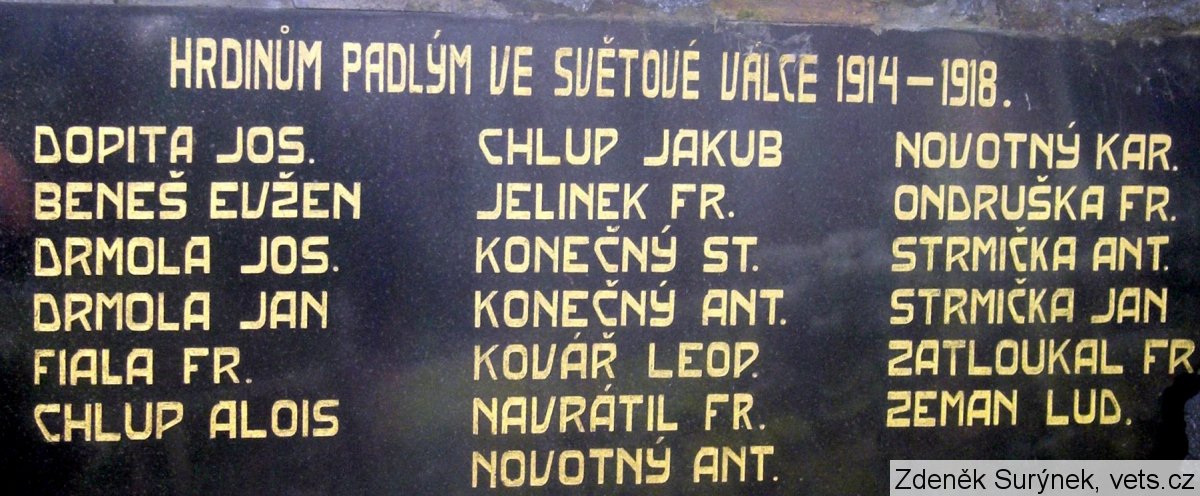 HRDINŮM PADLÝM VE SVĚTOVÉ VÁLCE 1914 – 1918.
DOPITA JOS.
BENEŠ EVŽEN
DRMOLA JOS.
DRMOLA JAN
FIALA FR.
CHLUP ALOIS
CHLUP JAKUB
JELINEK FR.
KONEČNÝ ST.
KONEČNÝ ANT.
KOVÁŘ LEOP.
NAVRÁTIL FR.
NOVOTNÝ ANT.
NOVOTNÝ KAR.
ONDRUŠKA FR.
STRMIČKA ANT.
STRMIČKA JAN
ZATLOUKAL FR
ZEMAN LUD.
Zdeněk Surýnek, vets.cz